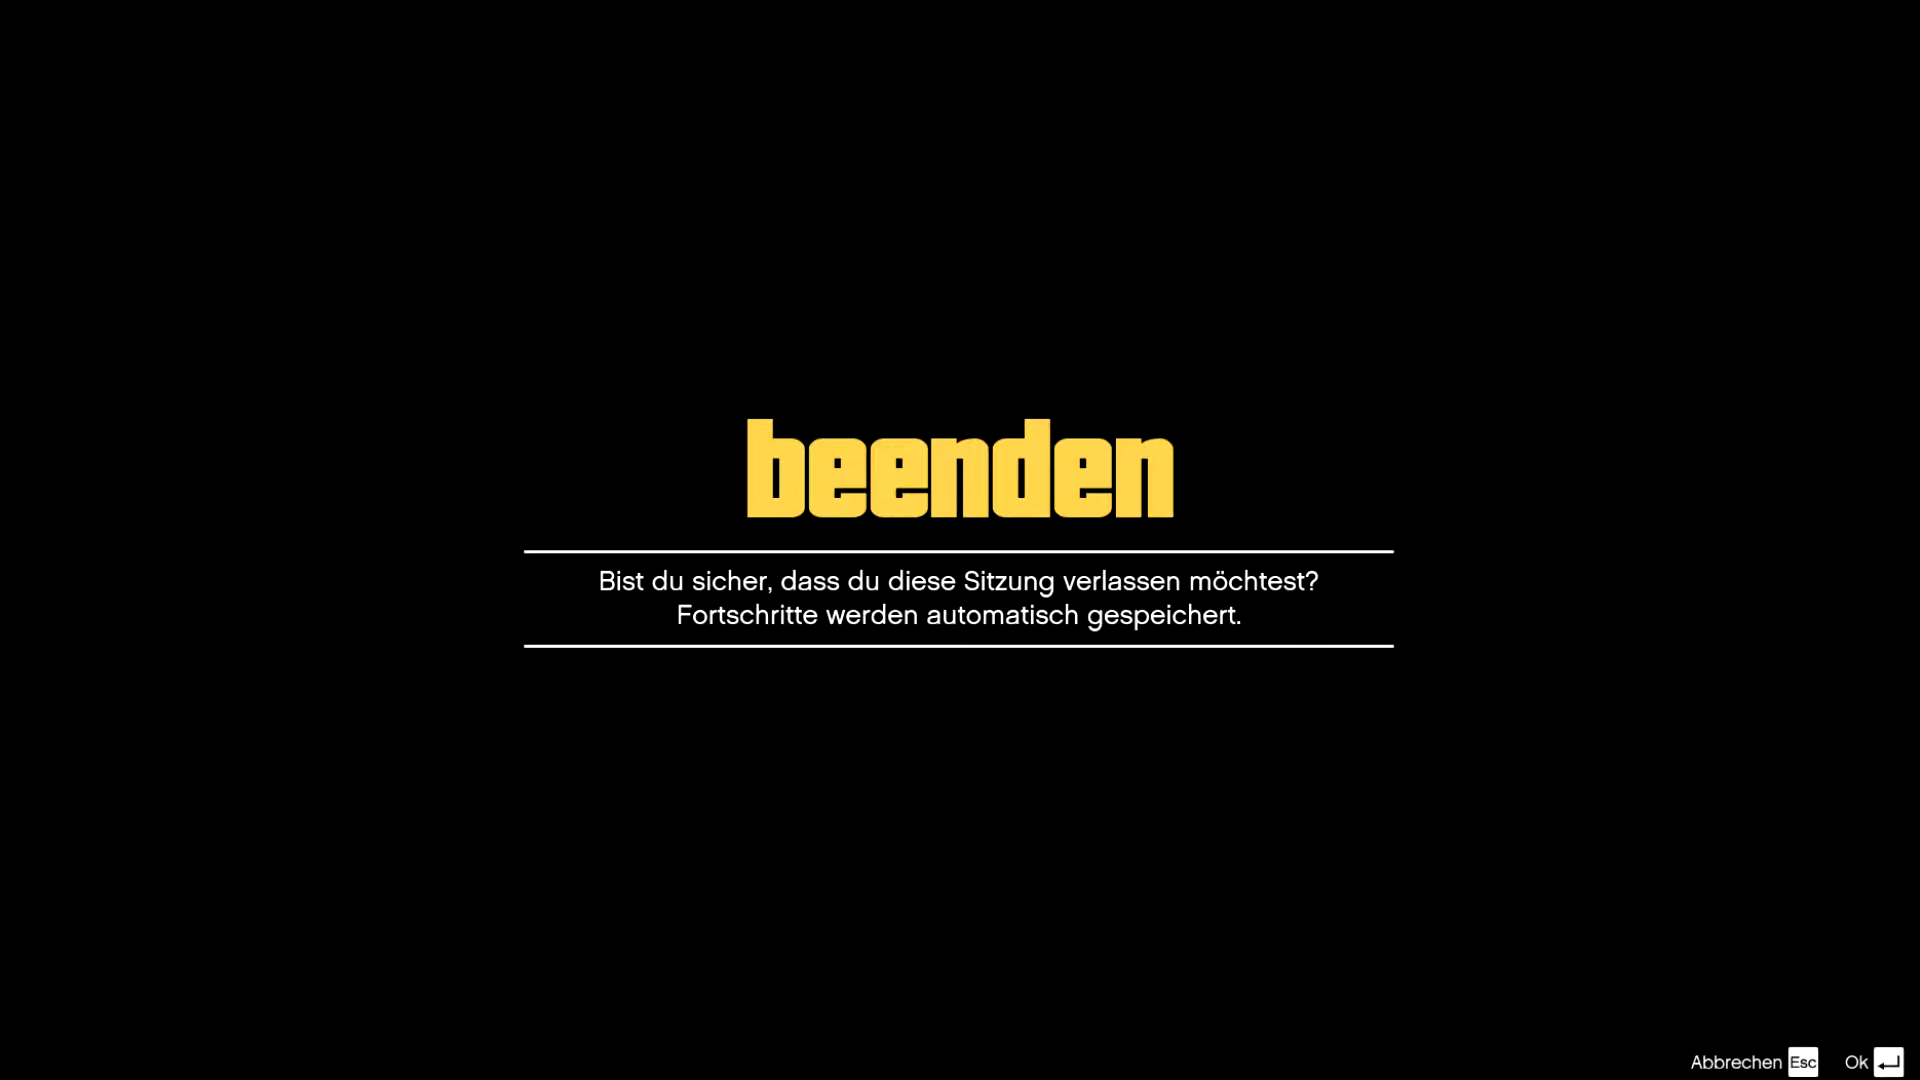 beenden
Bist du sicher, dass du diese Sitzung verlassen möchtest?
Fortschritte werden automatisch gespeichert.
Abbrechen Esc Ok